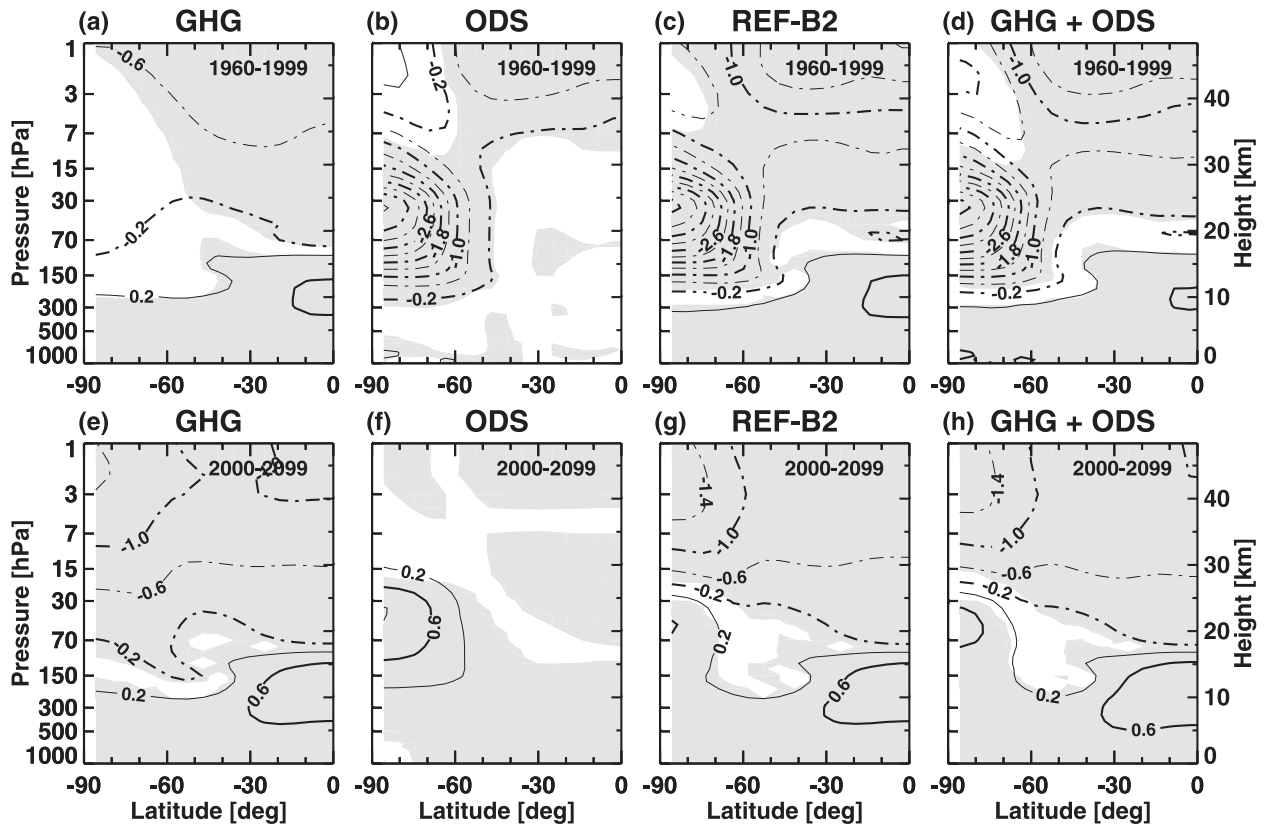 (a) GHG (b) ODS (c) REF-B2 (d) GHG + ODS
1960-1999 1960-1999 1960-1999 1960-1999
-0.6 -0.2 -1.0 -1.0
Pressure [hPa]
1
3
7
15
30
70
150
300
500
1000
-0.2 -2.6 -1.8 -1.0 -2.6 -1.8 -1.0 -2.6 -1.8 -1.0
0.2 -0.2 -0.2 -0.2
Height [km]
40
30
20
10
0
-90 -60 -30 0 -90 -60 -30 0 -90 -60 -30 0 -90 -60 -30 0
(e) GHG (f) ODS (g) REF-B2 (h) GHG + ODS
2000-2099 2000-2099 2000-2099 2000-2099
-1.4 -1.4
-1.0 -1.0 -1.0
Pressure [hPa]
1
3
7
15
30
70
150
300
500
1000
-0.6 0.2 -0.6 -0.6
-0.2 -0.2
-0.2 0.6 0.2
0.2 0.6 0.6 0.2 0.6
Height [km]
40
30
20
10
0
-90 -60 -30 0 -90 -60 -30 0 -90 -60 -30 0 -90 -60 -30 0
Latitude [deg] Latitude [deg] Latitude [deg] Latitude [deg]